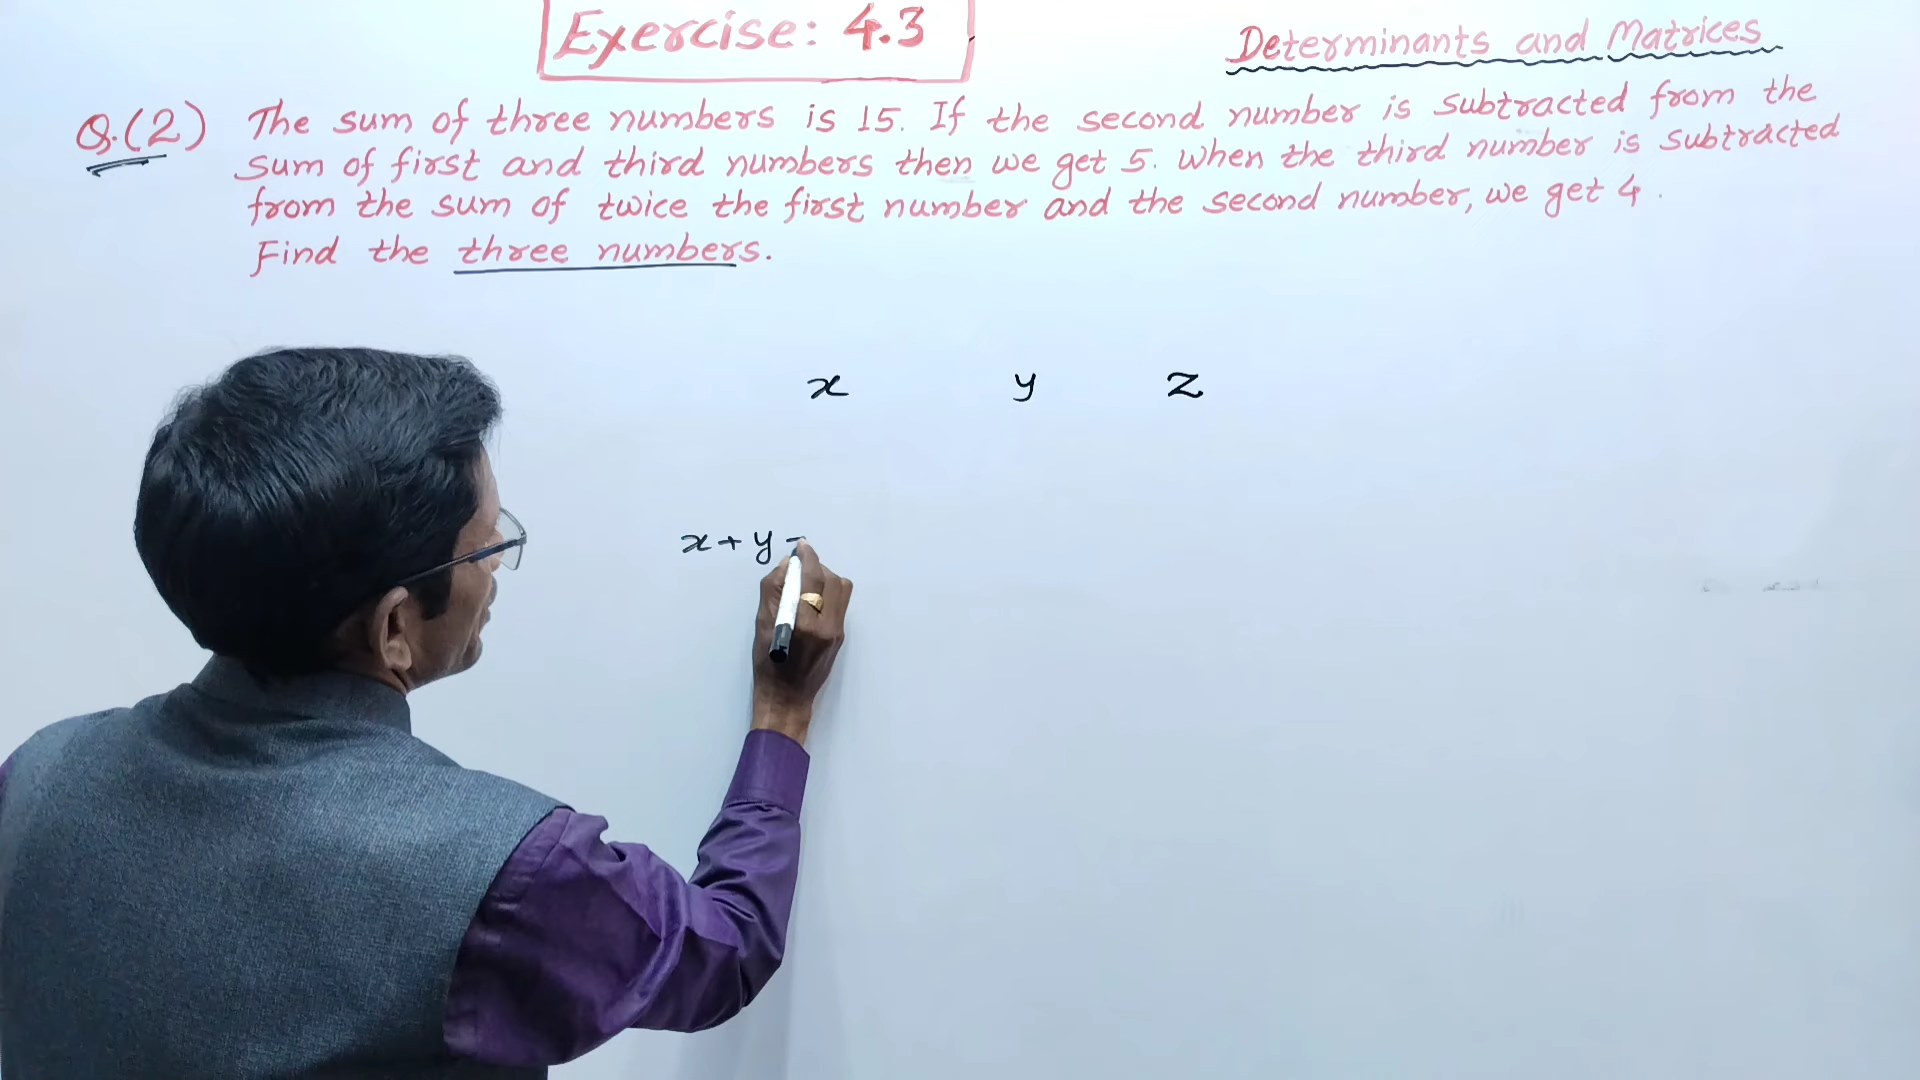 Exercise: 4.3
Determinants and Matrices
Q.(2) The sum of three numbers is 15. If the second number is subtracted from the
sum of first and third numbers then we get 5. When the third number is subtracted
from the sum of twice the first number and the second number, we get 4.
Find the three numbers.
x y z
x + y -